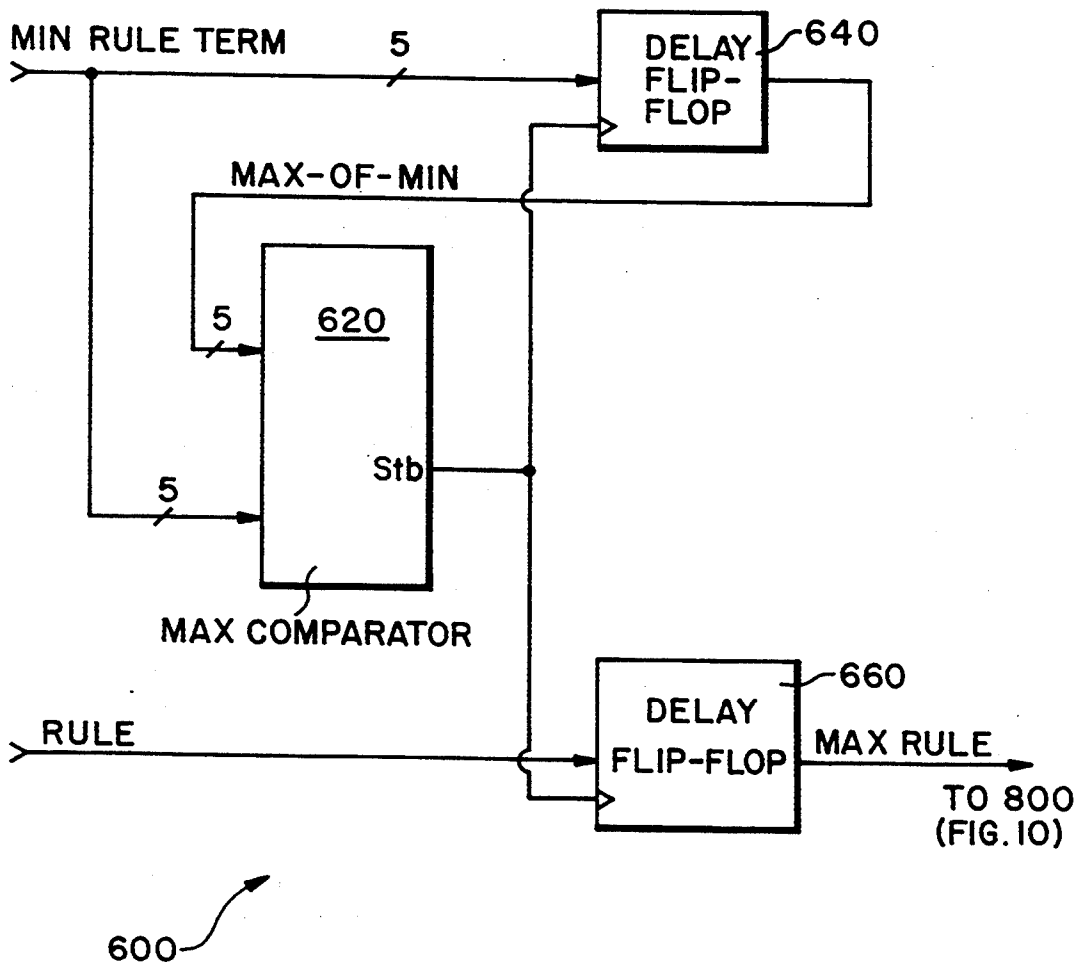 MIN RULE TERM
5
DELAY
FLIP-
FLOP
640
MAX-OF-MIN
5
620
Stb
5
MAX COMPARATOR
660
RULE
DELAY
FLIP-FLOP
MAX RULE
TO 800
(FIG. 10)
600